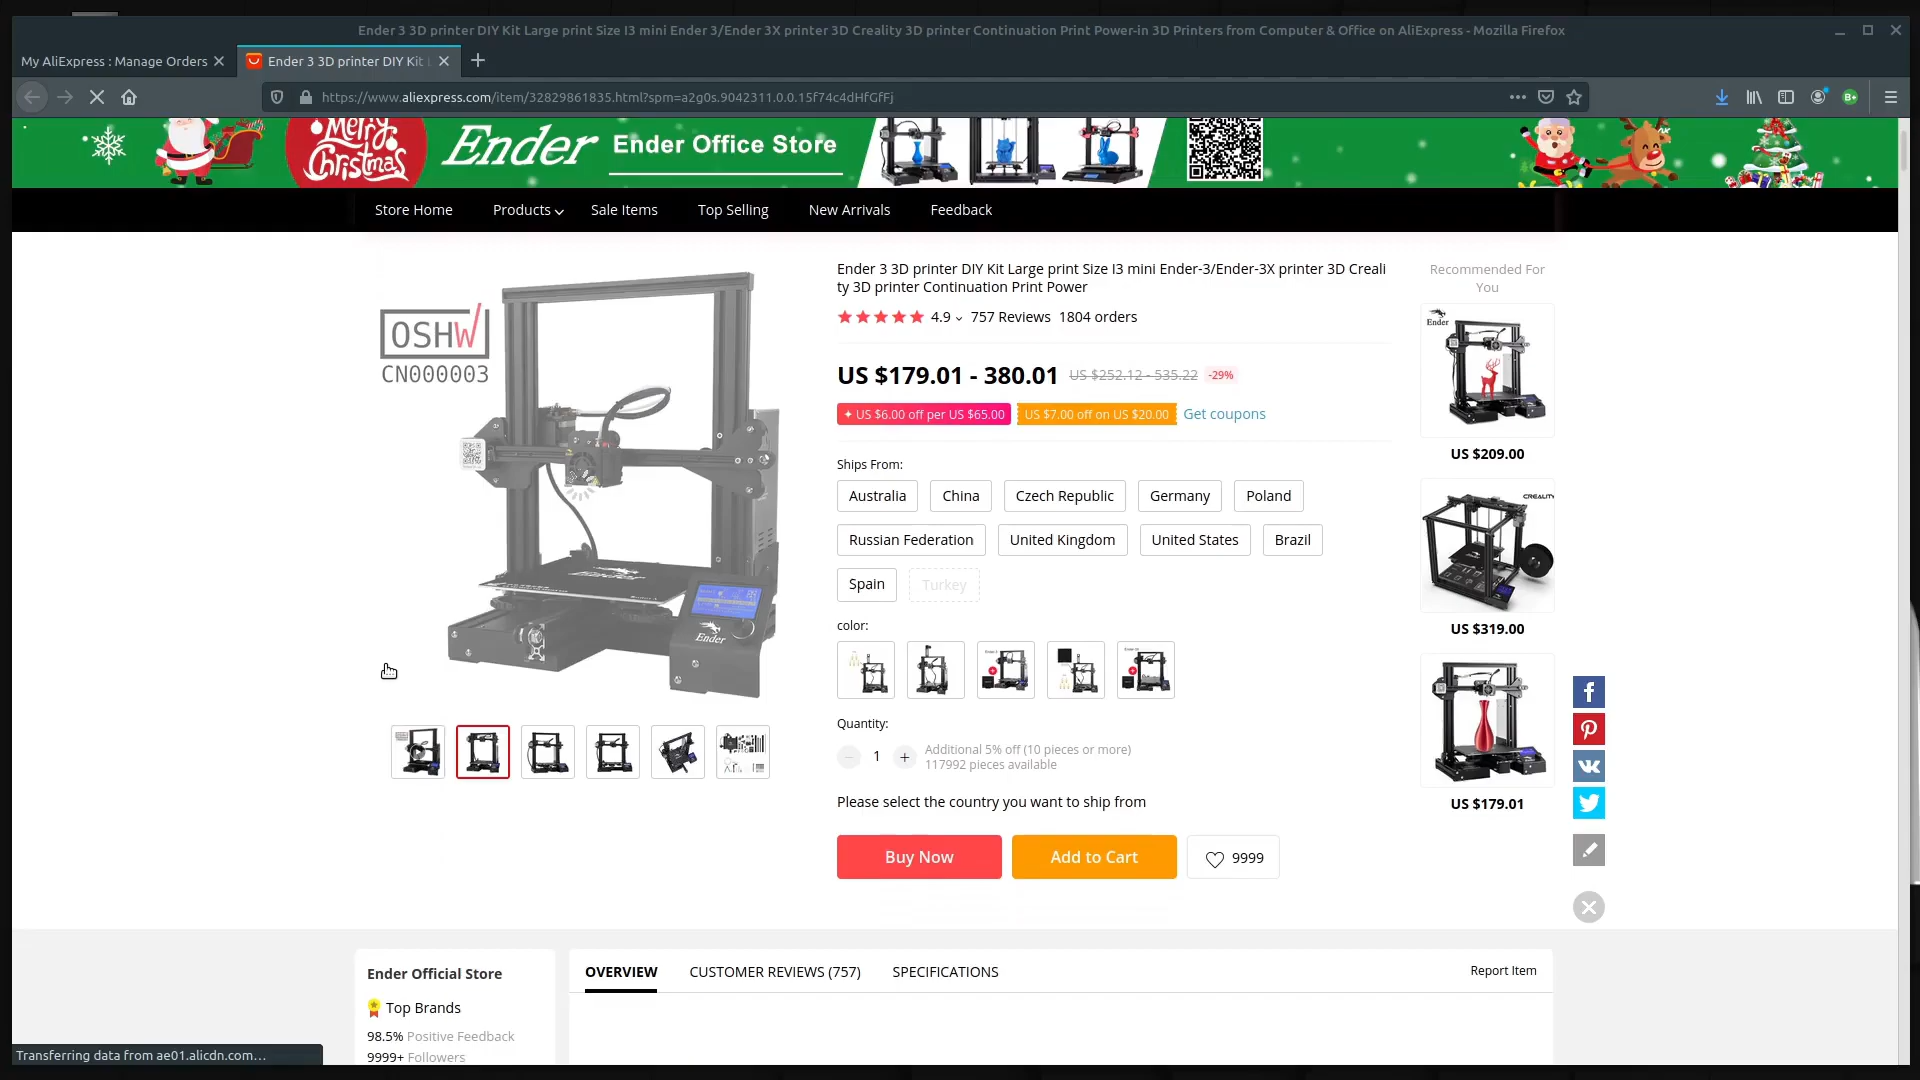 Ender 3 3D printer DIY Kit Large print Size I3 mini Ender 3/Ender 3X printer 3D Creality 3D printer Continuation Print Power-in 3D Printers from Computer & Office on AliExpress - Mozilla Firefox
My AliExpress : Manage Orders
Ender 3 3D printer DIY Kit L
https://www.aliexpress.com/item/32829861835.html?spm=a2g0s.9042311.0.0.15f74c4dHfGfFj
B+
Merry Christmas
Ender
Ender Office Store
Store Home
Products
Sale Items
Top Selling
New Arrivals
Feedback
OSHW
CN000003
Ender
Ender
Ender 3 3D printer DIY Kit Large print Size I3 mini Ender-3/Ender-3X printer 3D Creali
ty 3D printer Continuation Print Power
4.9
757 Reviews
1804 orders
US $179.01 - 380.01
US $252.12 - 535.22
-29%
US $6.00 off per US $65.00
US $7.00 off on US $20.00
Get coupons
Ships From:
Australia
China
Czech Republic
Germany
Poland
Russian Federation
United Kingdom
United States
Brazil
Spain
Turkey
color:
Quantity:
1
Additional 5% off (10 pieces or more)
117992 pieces available
Please select the country you want to ship from
Buy Now
Add to Cart
9999
Recommended For
You
Ender
US $209.00
CREALITY
US $319.00
US $179.01
Ender Official Store
Top Brands
98.5% Positive Feedback
9999+ Followers
OVERVIEW
CUSTOMER REVIEWS (757)
SPECIFICATIONS
Report Item
Transferring data from ae01.alicdn.com…